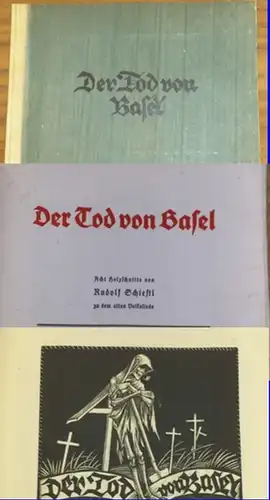 Der Tod von
Basel
Der Tod von Basel
Acht Holzschnitte von
Rudolf Schiestl
zu dem alten Volksliede
Der Tod
von Basel